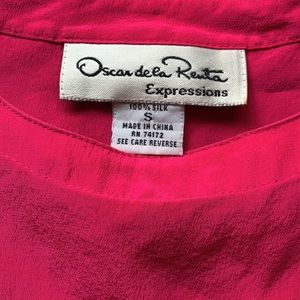 Oscar de la Renta
Expressions
100% SILK
S
MADE IN CHINA
RN 74172
SEE CARE REVERSE